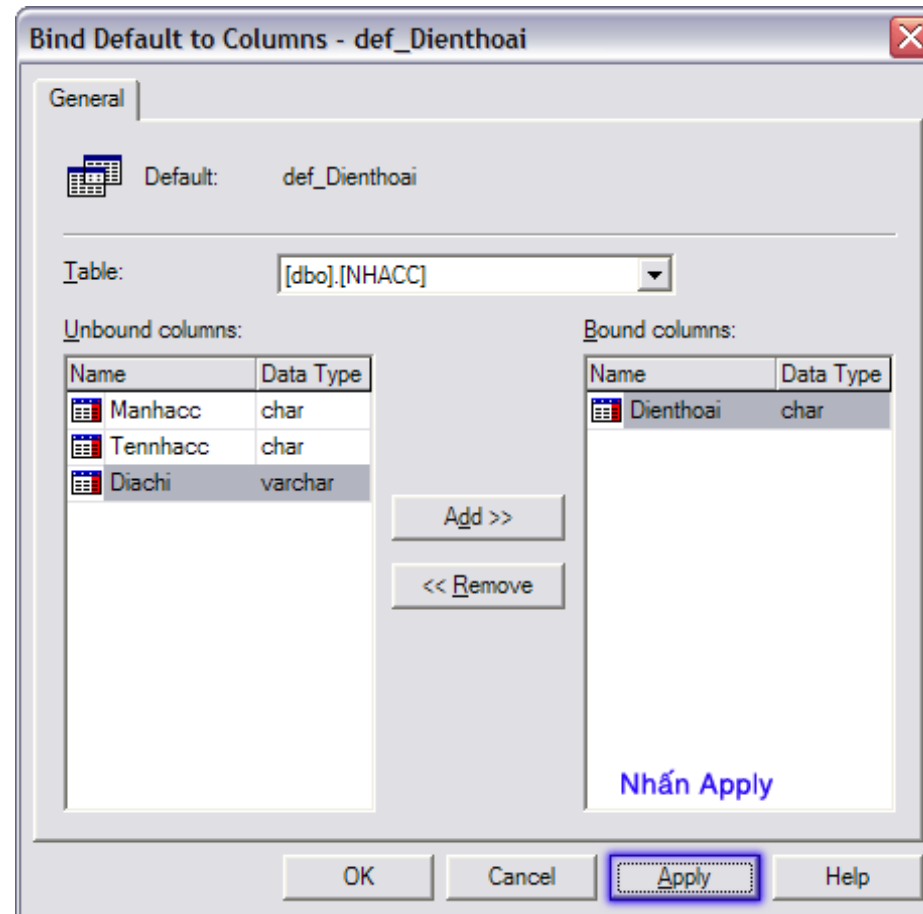 Bind Default to Columns - def_Dienthoai
General
Default: def_Dienthoai
Table: [dbo].[NHACC]
Unbound columns: Bound columns:
Name Data Type Name Data Type
Manhacc char Dienthoai char
Tennhacc char
Diachi varchar
Add >>
<< Remove
Nhấn Apply
OK Cancel Apply Help